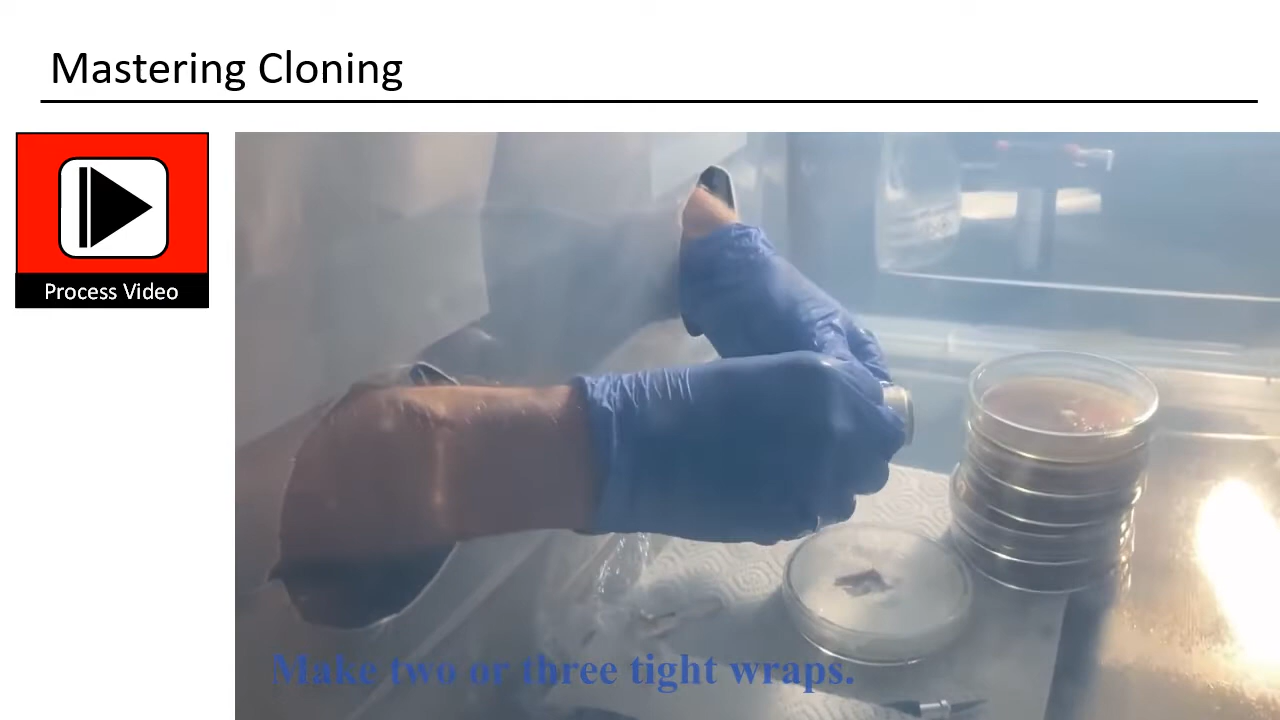 Mastering Cloning
Process Video
Make two or three tight wraps.